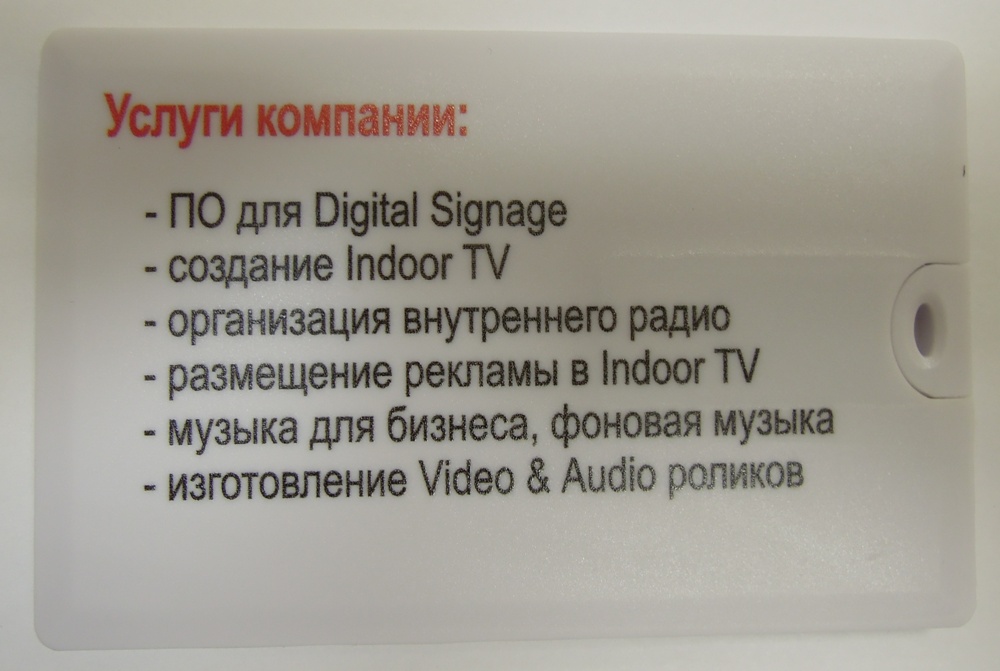 Услуги компании:
- ПО для Digital Signage
- создание Indoor TV
- организация внутреннего радио
- размещение рекламы в Indoor TV
- музыка для бизнеса, фоновая музыка
- изготовление Video & Audio роликов